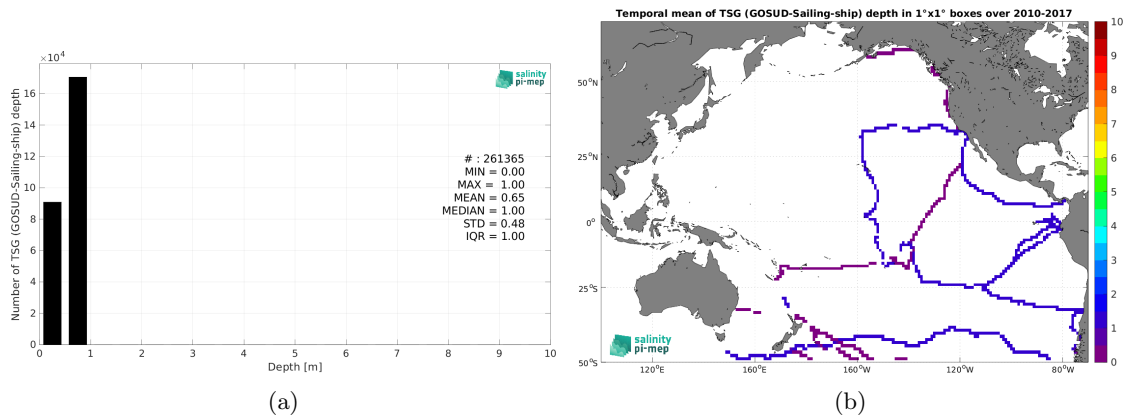 ×10⁴
16
14
12
10
8
6
4
2
0
Number of TSG (GOSUD-Sailing-ship) depth
0 1 2 3 4 5 6 7 8 9 10
Depth [m]
salinity
pi-mep
# : 261365
MIN = 0.00
MAX = 1.00
MEAN = 0.65
MEDIAN = 1.00
STD = 0.48
IQR = 1.00
(a)
Temporal mean of TSG (GOSUD-Sailing-ship) depth in 1°x1° boxes over 2010-2017
50°N
25°N
0°
25°S
50°S
120°W
160°W
160°W
120°W
80°W
salinity
pi-mep
10
9
8
7
6
5
4
3
2
1
0
(b)